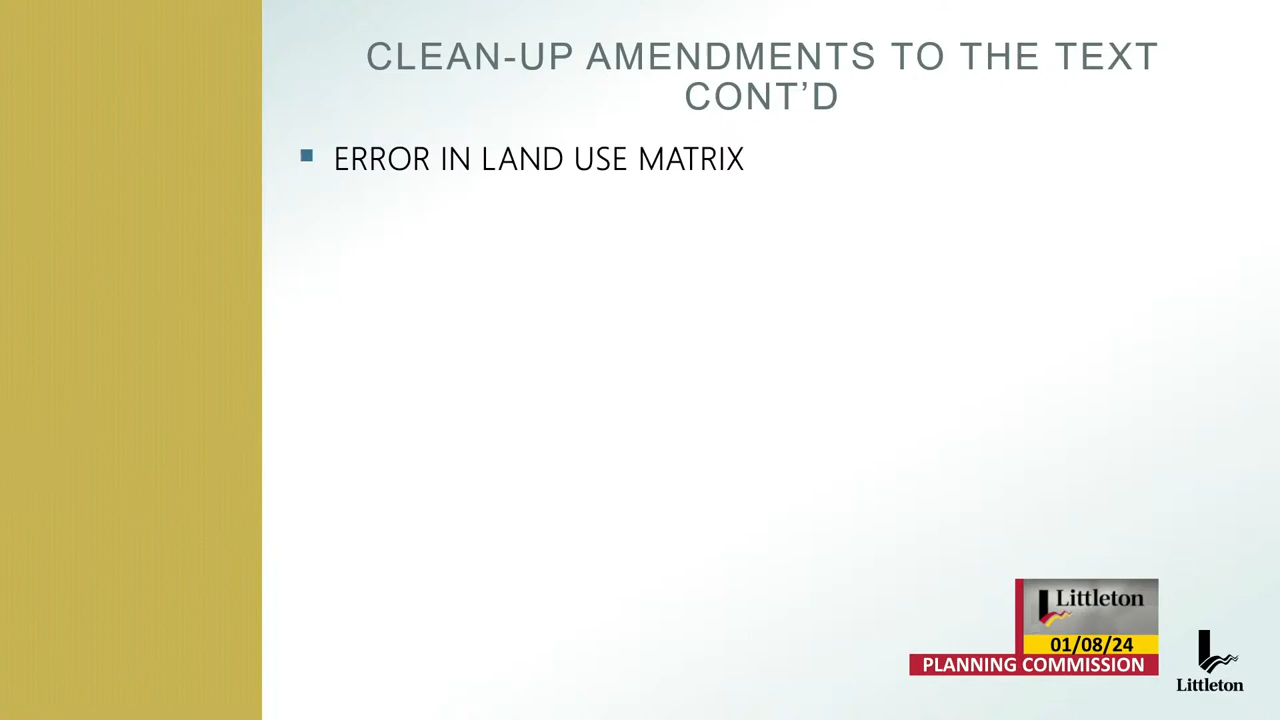 CLEAN-UP AMENDMENTS TO THE TEXT
CONT’D
ERROR IN LAND USE MATRIX
Littleton
01/08/24
PLANNING COMMISSION
Littleton